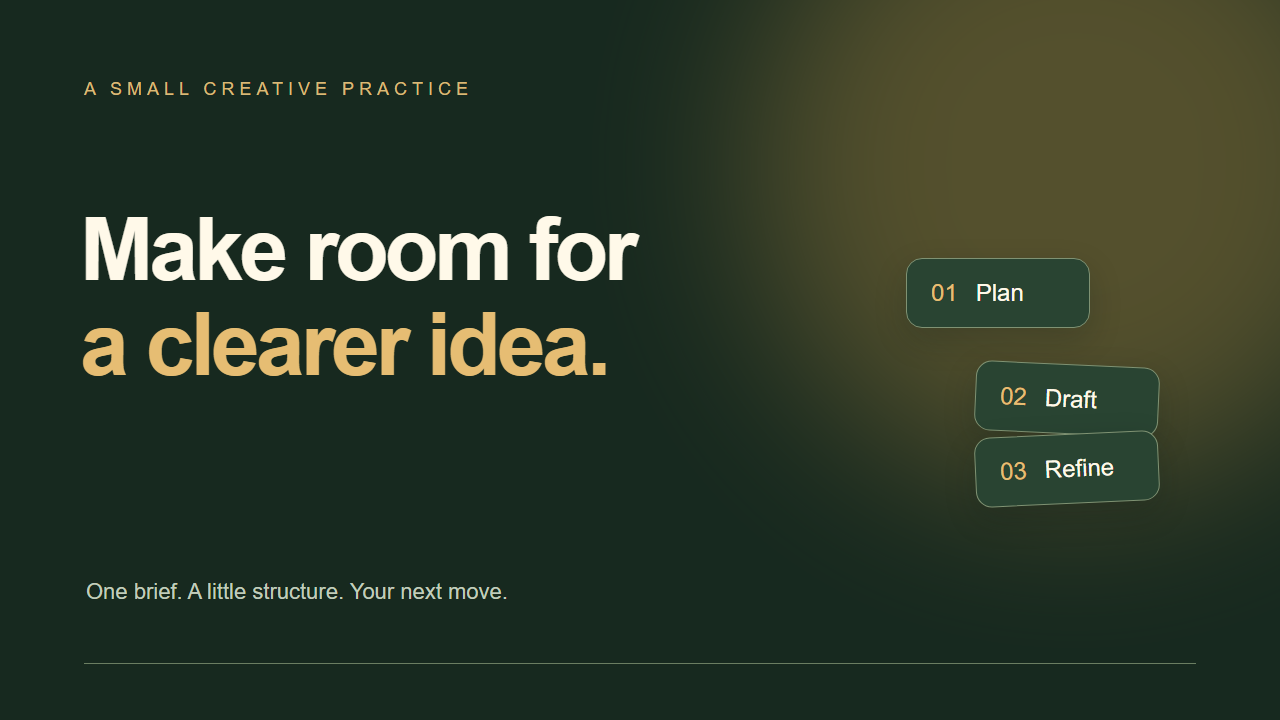 A SMALL CREATIVE PRACTICE
Make room for
a clearer idea.
01 Plan
02 Draft
03 Refine
One brief. A little structure. Your next move.